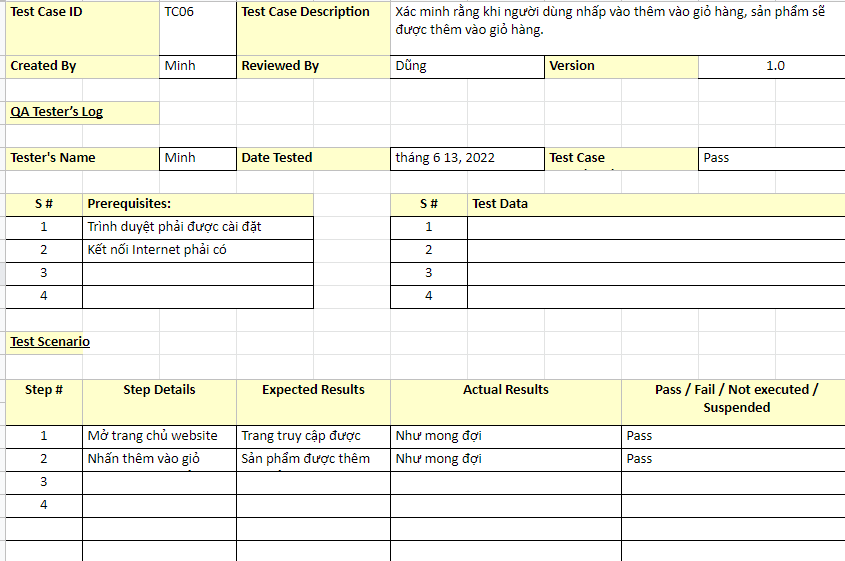 Test Case ID TC06 Test Case Description Xác minh rằng khi người dùng nhấp vào thêm vào giỏ hàng, sản phẩm sẽ
được thêm vào giỏ hàng.
Created By Minh Reviewed By Dũng Version 1.0
QA Tester's Log
Tester's Name Minh Date Tested tháng 6 13, 2022 Test Case Pass
S # Prerequisites: S # Test Data
1 Trình duyệt phải được cài đặt 1
2 Kết nối Internet phải có 2
3 3
4 4
Test Scenario
Step # Step Details Expected Results Actual Results Pass / Fail / Not executed /
Suspended
1 Mở trang chủ website Trang truy cập được Như mong đợi Pass
2 Nhấn thêm vào giỏ Sản phẩm được thêm Như mong đợi Pass
3
4